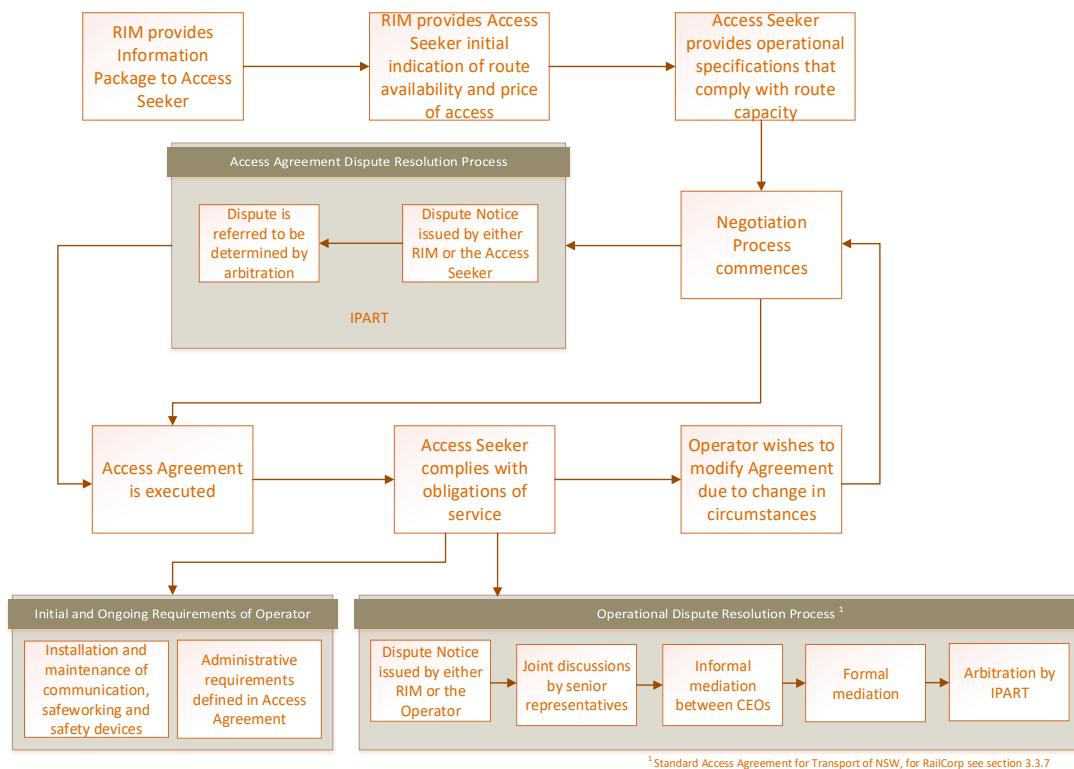 RIM provides
Information
Package to Access
Seeker
RIM provides Access
Seeker initial
indication of route
availability and price
of access
Access Seeker
provides operational
specifications that
comply with route
capacity
Access Agreement Dispute Resolution Process
Dispute is
referred to be
determined by
arbitration
Dispute Notice
issued by either
RIM or the Access
Seeker
IPART
Negotiation
Process
commences
Access Agreement
is executed
Access Seeker
complies with
obligations of
service
Operator wishes to
modify Agreement
due to change in
circumstances
Initial and Ongoing Requirements of Operator
Installation and
maintenance of
communication,
safeworking and
safety devices
Administrative
requirements
defined in Access
Agreement
Operational Dispute Resolution Process 1
Dispute Notice
issued by either
RIM or the
Operator
Joint discussions
by senior
representatives
Informal
mediation
between CEOs
Formal
mediation
Arbitration by
IPART
1 Standard Access Agreement for Transport of NSW, for RailCorp see section 3.3.7